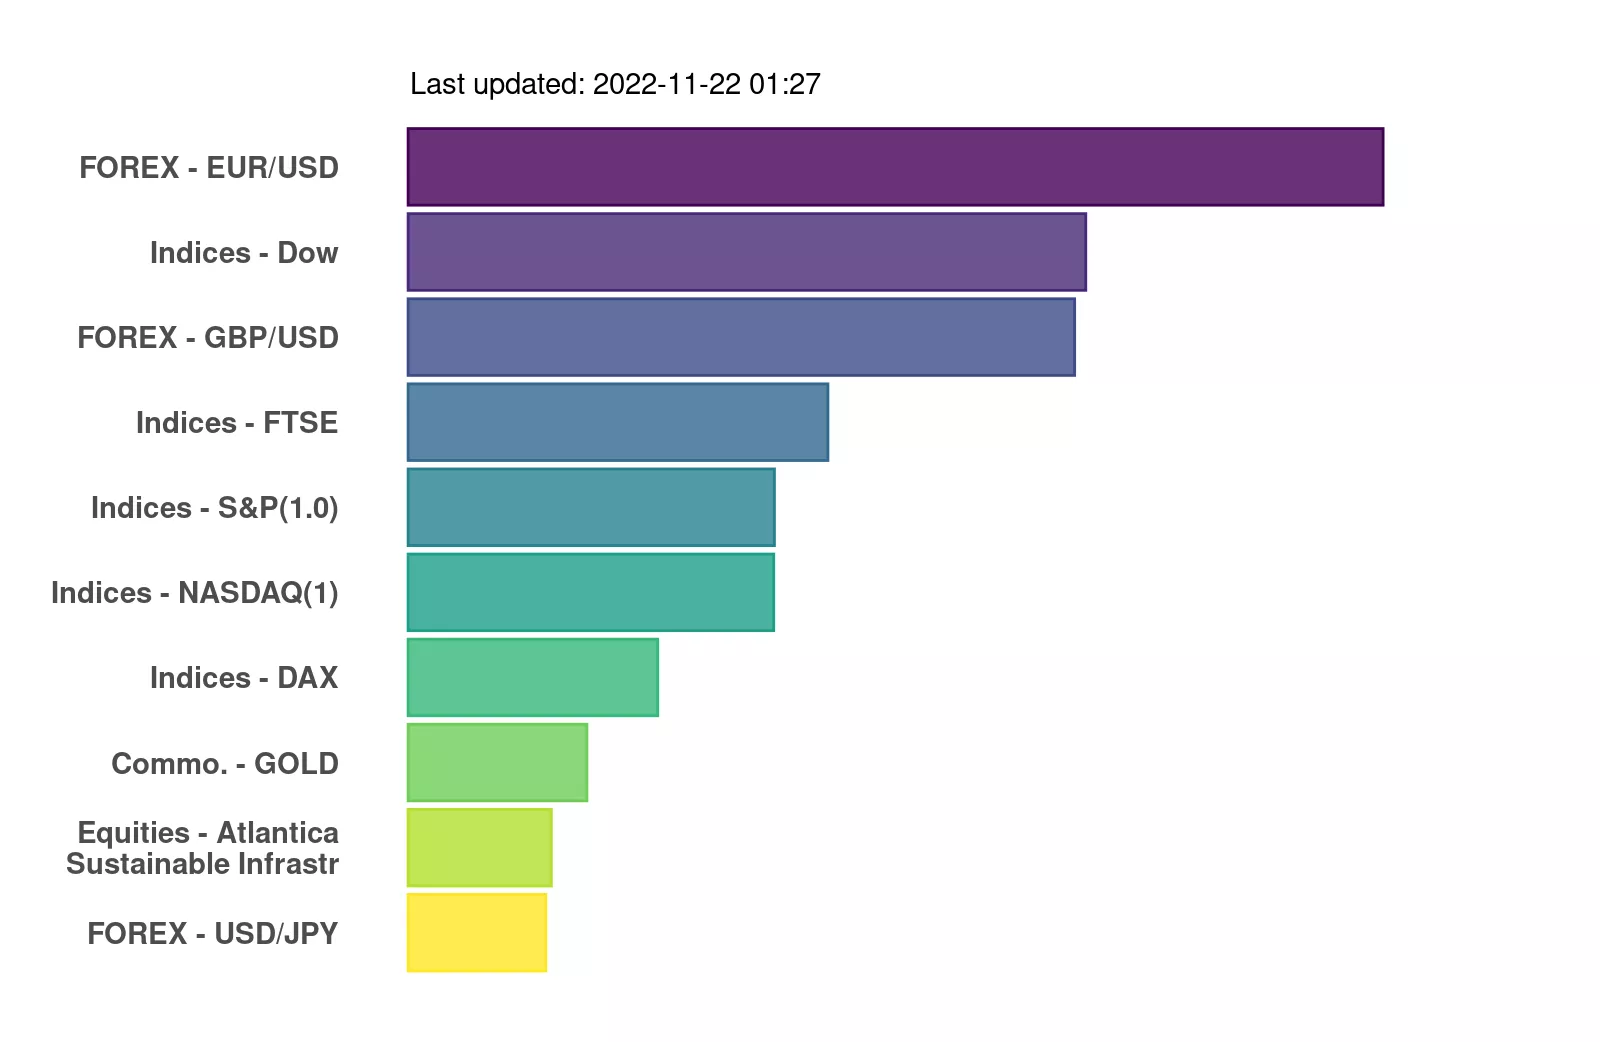 Last updated: 2022-11-22 01:27
FOREX - EUR/USD
Indices - Dow
FOREX - GBP/USD
Indices - FTSE
Indices - S&P(1.0)
Indices - NASDAQ(1)
Indices - DAX
Commo. - GOLD
Equities - Atlantica
Sustainable Infrastr
FOREX - USD/JPY